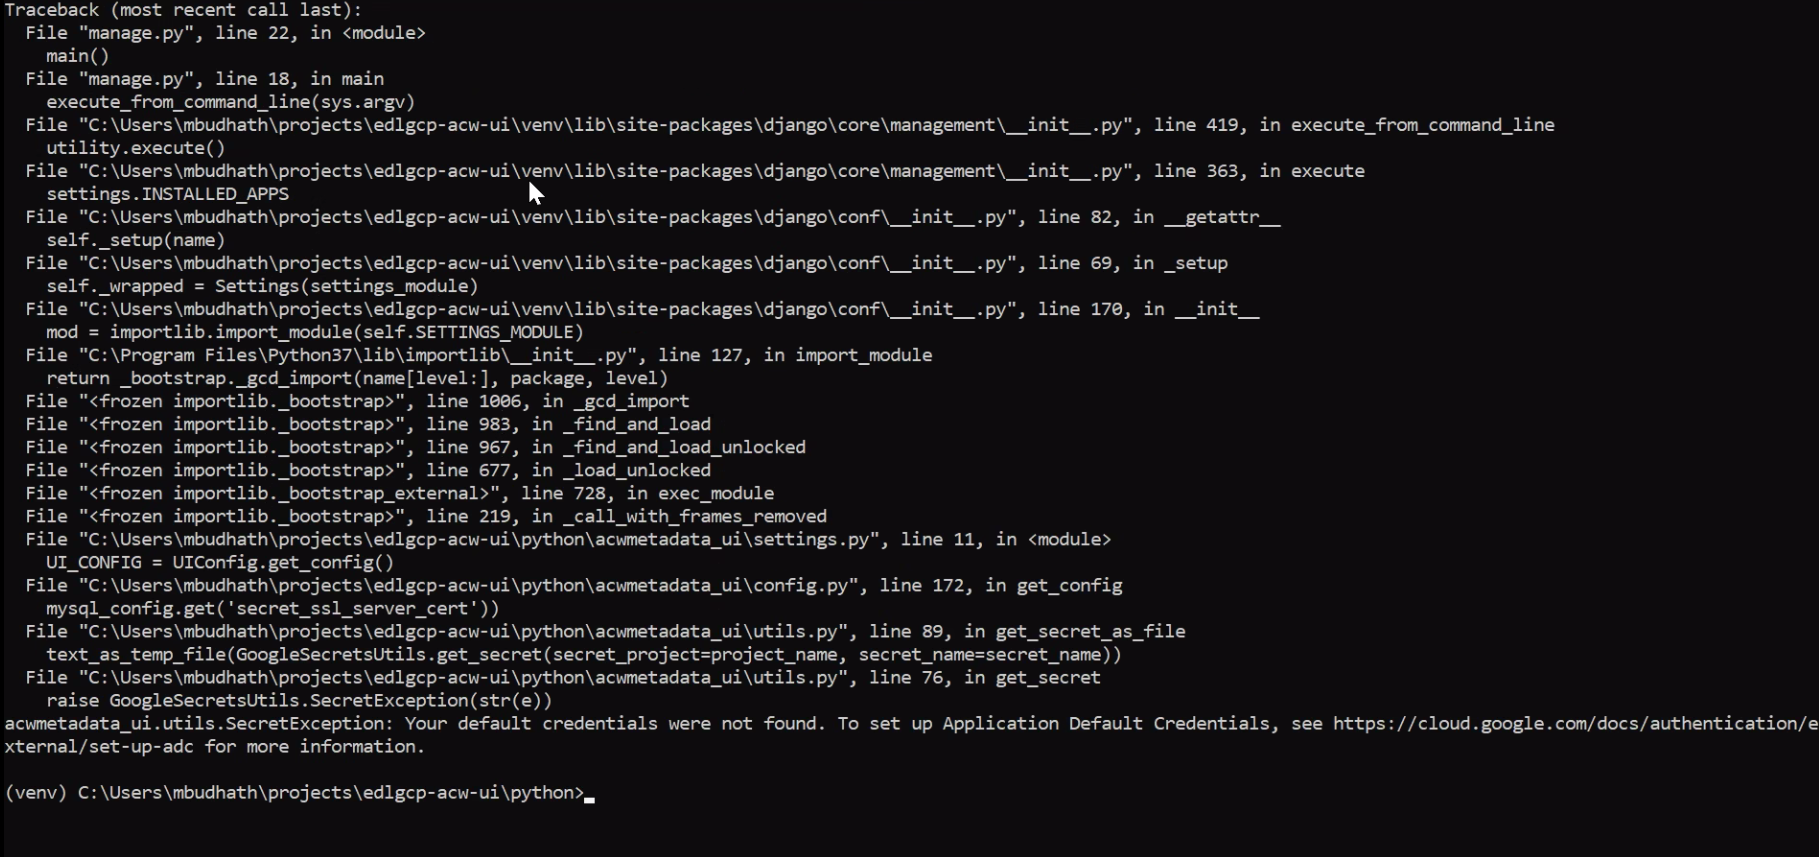 Traceback (most recent call last):
File "manage.py", line 22, in <module>
main()
File "manage.py", line 18, in main
execute_from_command_line(sys.argv)
File "C:\Users\mbudhath\projects\edlgcp-acw-ui\venv\lib\site-packages\django\core\management\__init__.py", line 419, in execute_from_command_line
utility.execute()
File "C:\Users\mbudhath\projects\edlgcp-acw-ui\venv\lib\site-packages\django\core\management\__init__.py", line 363, in execute
settings.INSTALLED_APPS
File "C:\Users\mbudhath\projects\edlgcp-acw-ui\venv\lib\site-packages\django\conf\__init__.py", line 82, in __getattr__
self._setup(name)
File "C:\Users\mbudhath\projects\edlgcp-acw-ui\venv\lib\site-packages\django\conf\__init__.py", line 69, in _setup
self._wrapped = Settings(settings_module)
File "C:\Users\mbudhath\projects\edlgcp-acw-ui\venv\lib\site-packages\django\conf\__init__.py", line 170, in __init__
mod = importlib.import_module(self.SETTINGS_MODULE)
File "C:\Program Files\Python37\lib\importlib\__init__.py", line 127, in import_module
return _bootstrap._gcd_import(name[level:], package, level)
File "<frozen importlib._bootstrap>", line 1006, in _gcd_import
File "<frozen importlib._bootstrap>", line 983, in _find_and_load
File "<frozen importlib._bootstrap>", line 967, in _find_and_load_unlocked
File "<frozen importlib._bootstrap>", line 677, in _load_unlocked
File "<frozen importlib._bootstrap_external>", line 728, in exec_module
File "<frozen importlib._bootstrap>", line 219, in _call_with_frames_removed
File "C:\Users\mbudhath\projects\edlgcp-acw-ui\python\acwmetadata_ui\settings.py", line 11, in <module>
UI_CONFIG = UIConfig.get_config()
File "C:\Users\mbudhath\projects\edlgcp-acw-ui\python\acwmetadata_ui\config.py", line 172, in get_config
mysql_config.get('secret_ssl_server_cert'))
File "C:\Users\mbudhath\projects\edlgcp-acw-ui\python\acwmetadata_ui\utils.py", line 89, in get_secret_as_file
text_as_temp_file(GoogleSecretsUtils.get_secret(secret_project=project_name, secret_name=secret_name))
File "C:\Users\mbudhath\projects\edlgcp-acw-ui\python\acwmetadata_ui\utils.py", line 76, in get_secret
raise GoogleSecretsUtils.SecretException(str(e))
acwmetadata_ui.utils.SecretException: Your default credentials were not found. To set up Application Default Credentials, see https://cloud.google.com/docs/authentication/e
xternal/set-up-adc for more information.
(venv) C:\Users\mbudhath\projects\edlgcp-acw-ui\python>